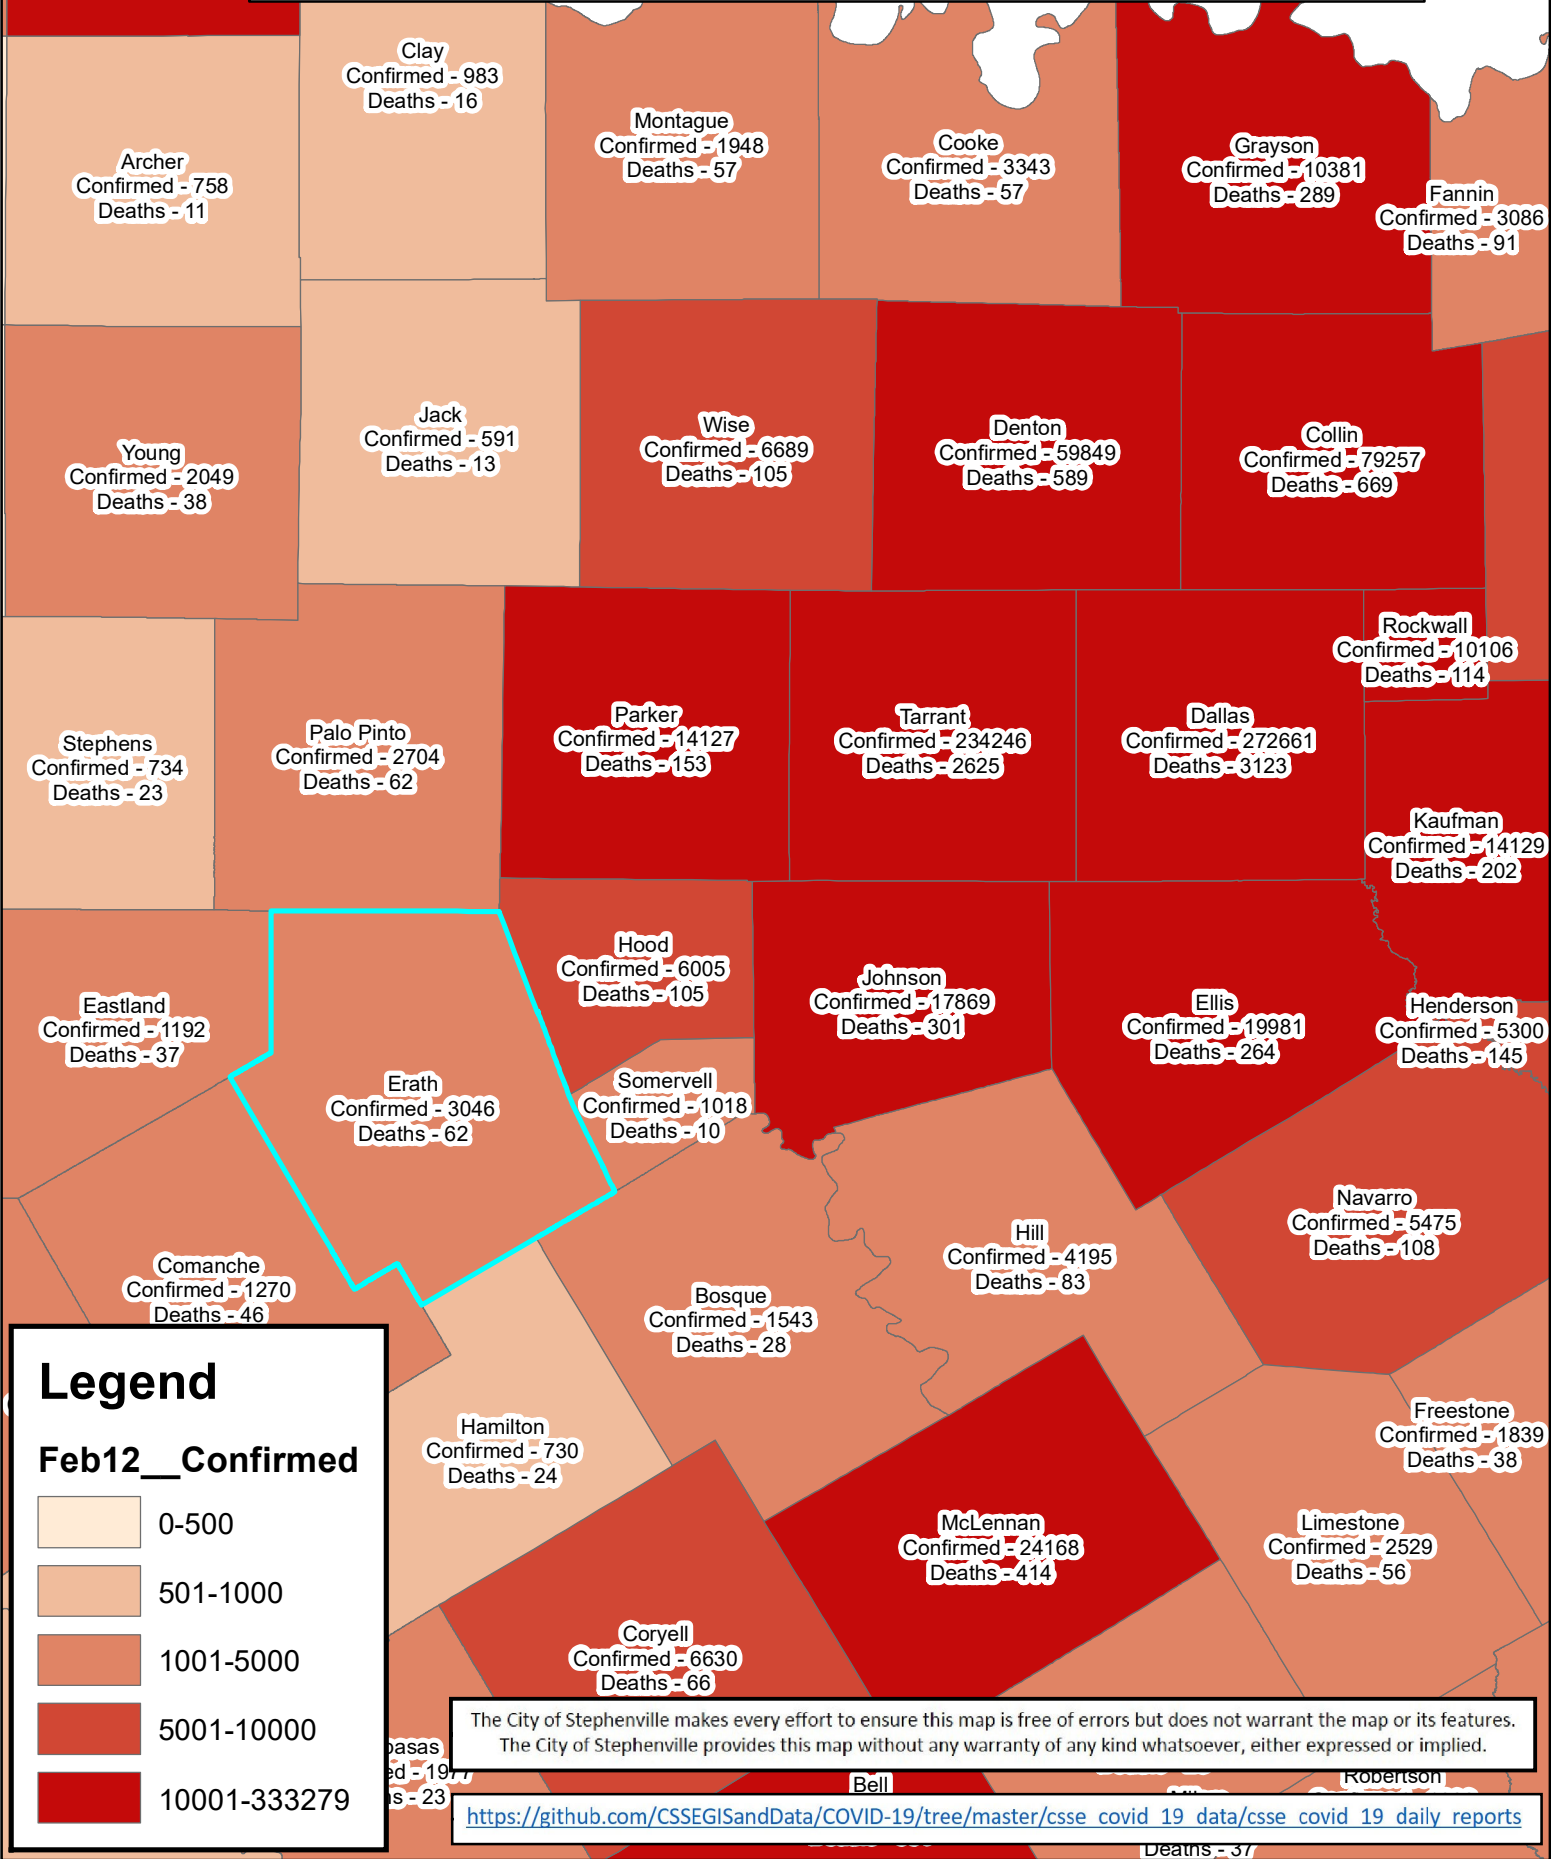 Clay
Confirmed - 983
Deaths - 16
Montague
Confirmed - 1948
Deaths - 57
Cooke
Confirmed - 3343
Deaths - 57
Grayson
Confirmed - 10381
Deaths - 289
Archer
Confirmed - 758
Deaths - 11
Fannin
Confirmed - 3086
Deaths - 91
Young
Confirmed - 2049
Deaths - 38
Jack
Confirmed - 591
Deaths - 13
Wise
Confirmed - 6689
Deaths - 105
Denton
Confirmed - 59849
Deaths - 589
Collin
Confirmed - 79257
Deaths - 669
Rockwall
Confirmed - 10106
Deaths - 114
Stephens
Confirmed - 734
Deaths - 23
Palo Pinto
Confirmed - 2704
Deaths - 62
Parker
Confirmed - 14127
Deaths - 153
Tarrant
Confirmed - 234246
Deaths - 2625
Dallas
Confirmed - 272661
Deaths - 3123
Kaufman
Confirmed - 14129
Deaths - 202
Eastland
Confirmed - 1192
Deaths - 37
Erath
Confirmed - 3046
Deaths - 62
Hood
Confirmed - 6005
Deaths - 105
Somervell
Confirmed - 1018
Deaths - 10
Johnson
Confirmed - 17869
Deaths - 301
Ellis
Confirmed - 19981
Deaths - 264
Henderson
Confirmed - 5300
Deaths - 145
Comanche
Confirmed - 1270
Deaths - 46
Bosque
Confirmed - 1543
Deaths - 28
Hill
Confirmed - 4195
Deaths - 83
Navarro
Confirmed - 5475
Deaths - 108
Hamilton
Confirmed - 730
Deaths - 24
McLennan
Confirmed - 24168
Deaths - 414
Limestone
Confirmed - 2529
Deaths - 56
Freestone
Confirmed - 1839
Deaths - 38
Coryell
Confirmed - 6630
Deaths - 66
Legend
Feb12__Confirmed
0-500
501-1000
1001-5000
5001-10000
10001-333279
The City of Stephenville makes every effort to ensure this map is free of errors but does not warrant the map or its features.
The City of Stephenville provides this map without any warranty of any kind whatsoever, either expressed or implied.
pasas
ed - 1977
s - 23
Bell
Robertson
https://github.com/CSSEGISandData/COVID-19/tree/master/csse_covid_19_data/csse_covid_19_daily_reports
Deaths - 37